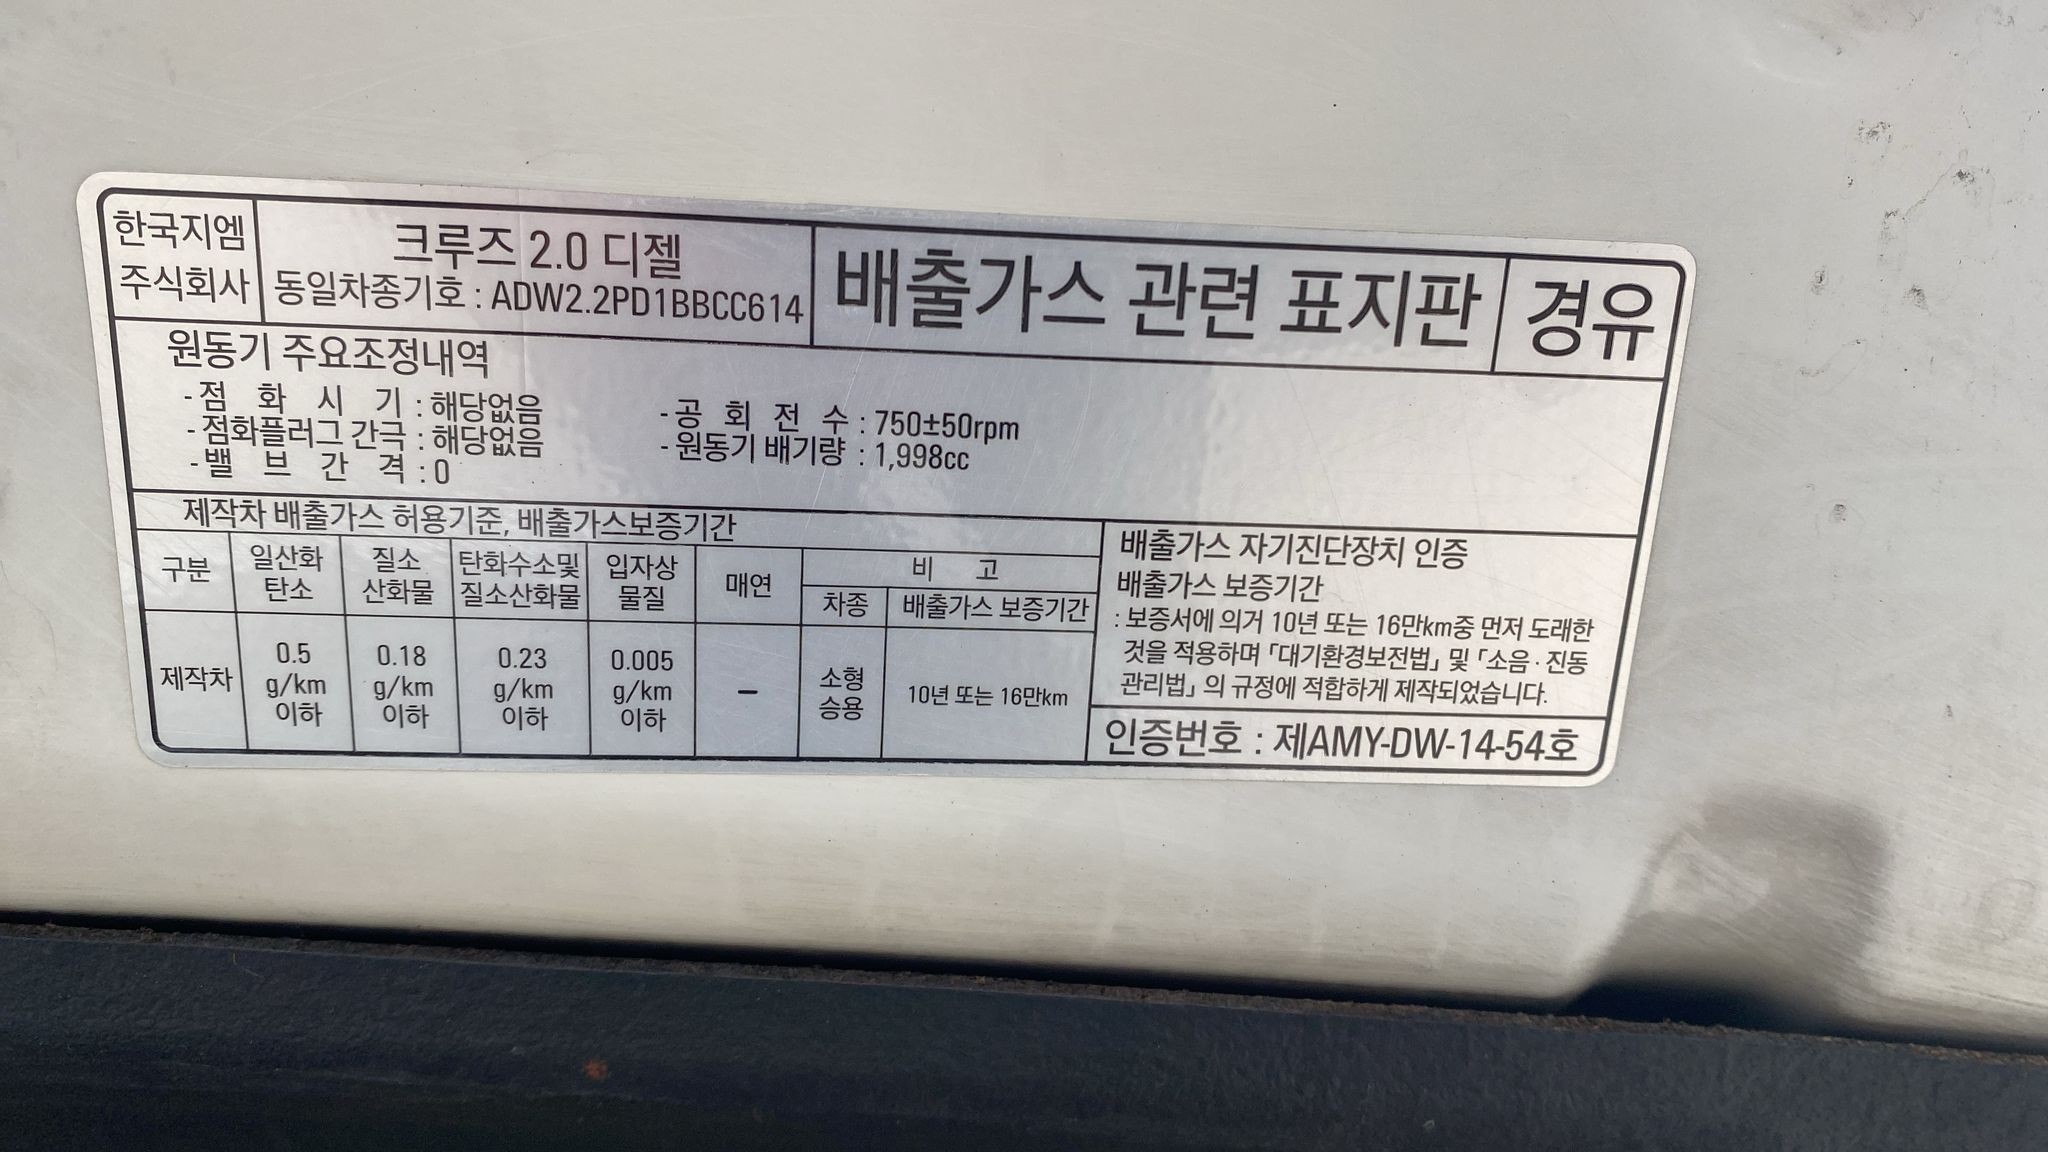 한국지엠
주식회사
크루즈 2.0 디젤
동일차종기호 : ADW2.2PD1BBCC614
배출가스 관련 표지판
경유
원동기 주요조정내역
- 점 화 시 기 : 해당없음
- 점화플러그 간극 : 해당없음
- 밸 브 간 격 : 0
- 공 회 전 수 : 750±50rpm
- 원동기 배기량 : 1,998cc
제작차 배출가스 허용기준, 배출가스보증기간
구분
일산화
탄소
질소
산화물
탄화수소및
질소산화물
입자상
물질
매연
비 고
차종
배출가스 보증기간
제작차
0.5
g/km
이하
0.18
g/km
이하
0.23
g/km
이하
0.005
g/km
이하
–
소형
승용
10년 또는 16만km
배출가스 자기진단장치 인증
배출가스 보증기간
: 보증서에 의거 10년 또는 16만km중 먼저 도래한
것을 적용하며 「대기환경보전법」 및 「소음 · 진동
관리법」 의 규정에 적합하게 제작되었습니다.
인증번호 : 제AMY-DW-14-54호